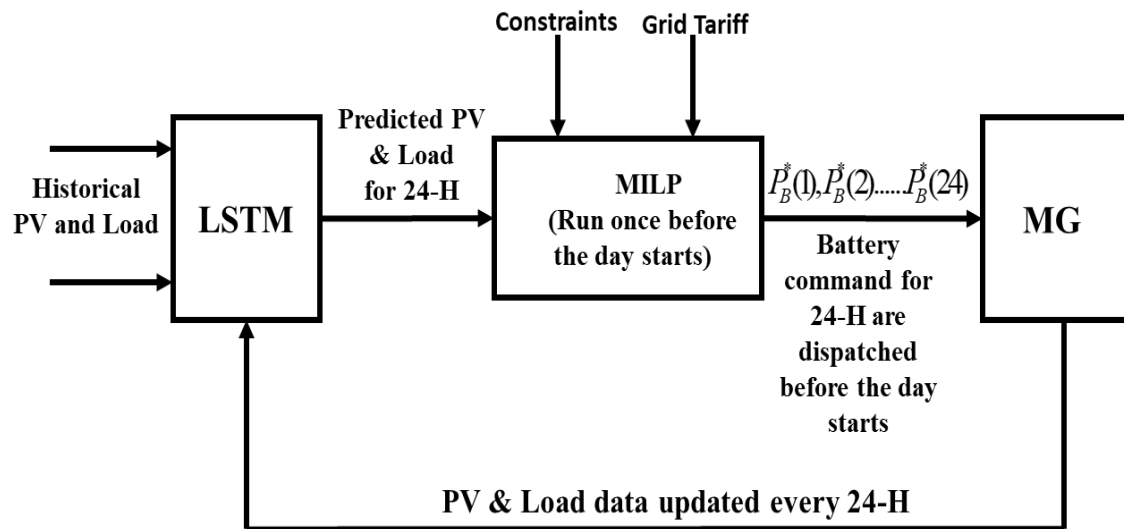 Constraints
Grid Tariff
Historical
PV and Load
LSTM
Predicted PV
& Load
for 24-H
MILP
(Run once before
the day starts)
P*B(1),P*B(2)......P*B(24)
Battery
command for
24-H are
dispatched
before the day
starts
MG
PV & Load data updated every 24-H